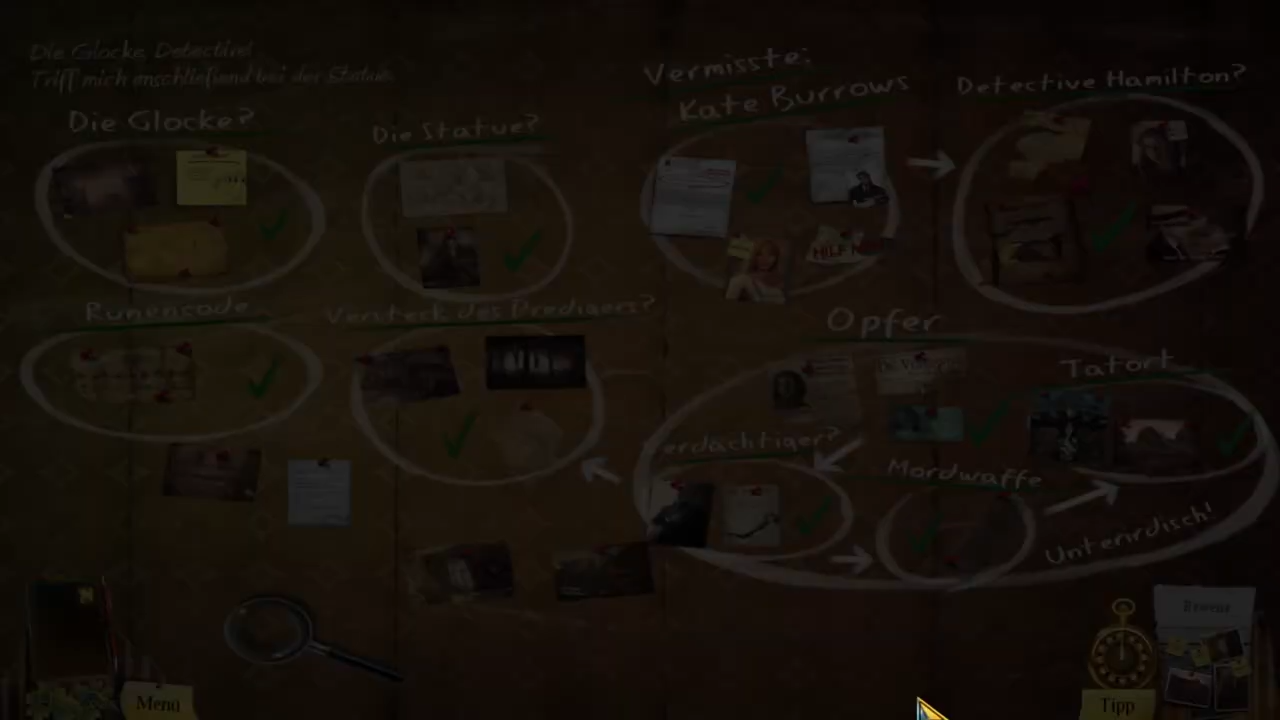 Die Glocke, Detective!
Triff mich anschließend bei der Statue.
Vermisste:
Kate Burrows
Detective Hamilton?
Die Glocke?
Die Statue?
Runencode
Versteck des Predigers?
Opfer
Tatort
Verdächtiger?
Mordwaffe
Unterirdisch!
Menü
Tipp